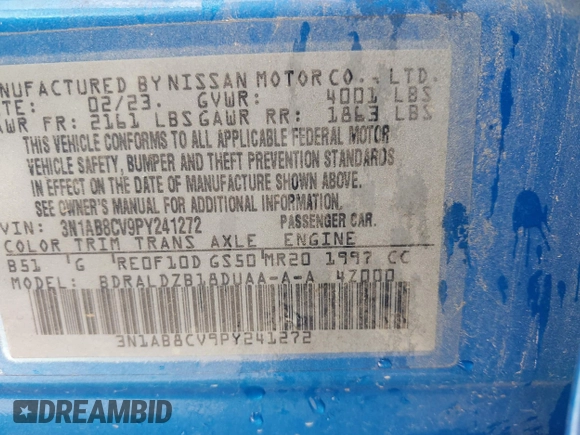 NUFACTURED BY NISSAN MOTOR CO., LTD.
TE: 02/23 GVWR: 4001 LBS
AWR FR: 2161 LBS GAWR RR: 1863 LBS
THIS VEHICLE CONFORMS TO ALL APPLICABLE FEDERAL MOTOR
VEHICLE SAFETY, BUMPER AND THEFT PREVENTION STANDARDS
IN EFFECT ON THE DATE OF MANUFACTURE SHOWN ABOVE.
SEE OWNER'S MANUAL FOR ADDITIONAL INFORMATION.
VIN: 3N1AB8CV9PY241272 PASSENGER CAR.
COLOR TRIM TRANS AXLE ENGINE
B51 G RE0F10D GS50 MR20 1997 CC
MODEL: BDRALDZB18DUAA-A-A 4Z000
3N1AB8CV9PY241272
DREAMBID